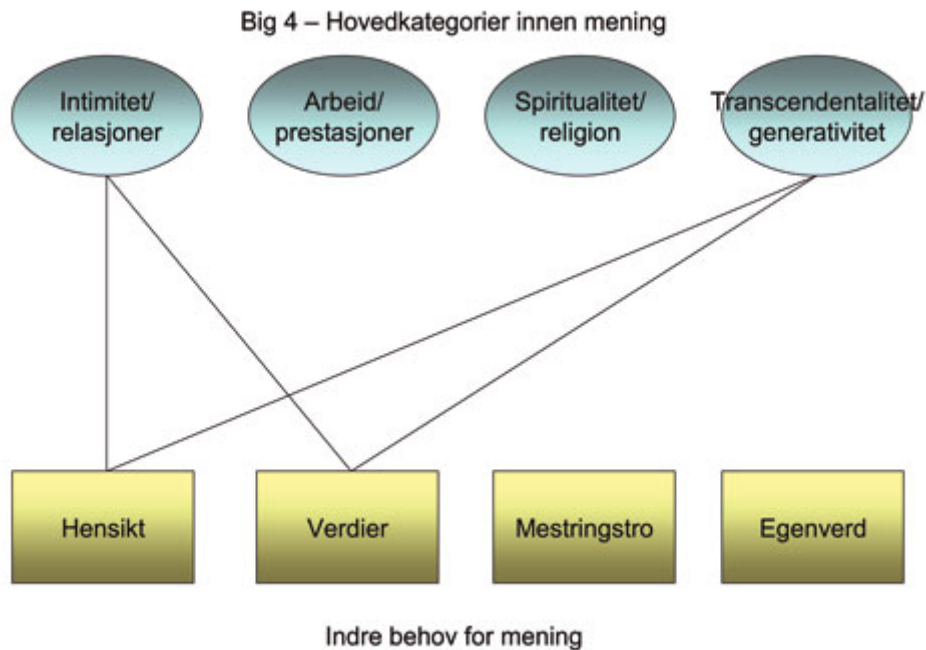 Big 4 – Hovedkategorier innen mening
Intimitet/
relasjoner
Arbeid/
prestasjoner
Spiritualitet/
religion
Transcendentalitet/
generativitet
Hensikt
Verdier
Mestringstro
Egenverd
Indre behov for mening